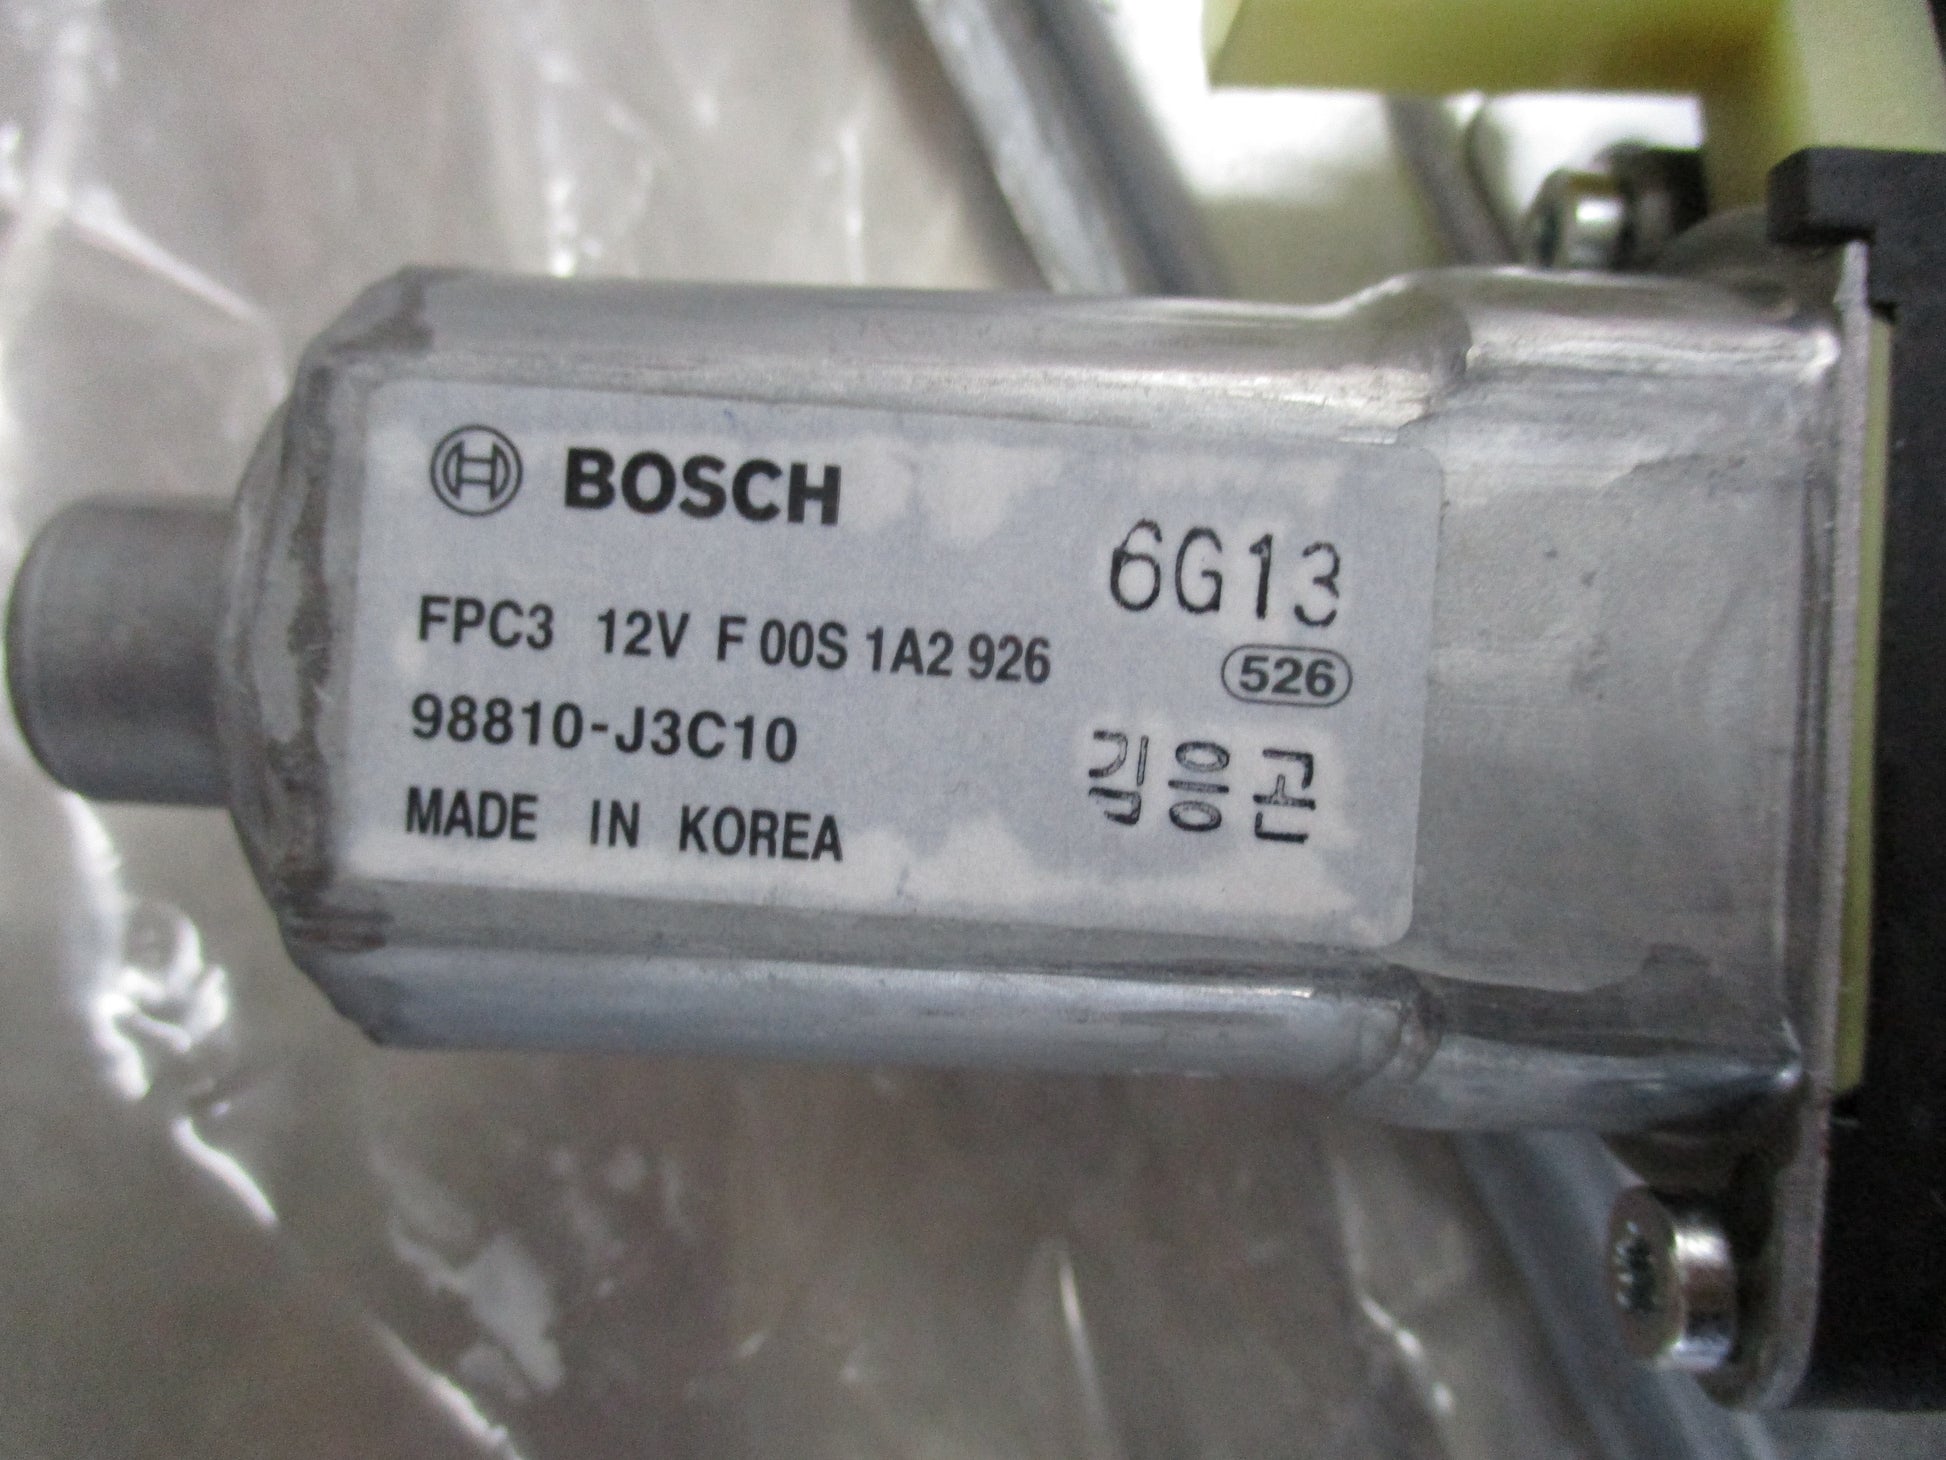 BOSCH
6G13
FPC3 12V F 00S 1A2 926
526
98810-J3C10
김응곤
MADE IN KOREA